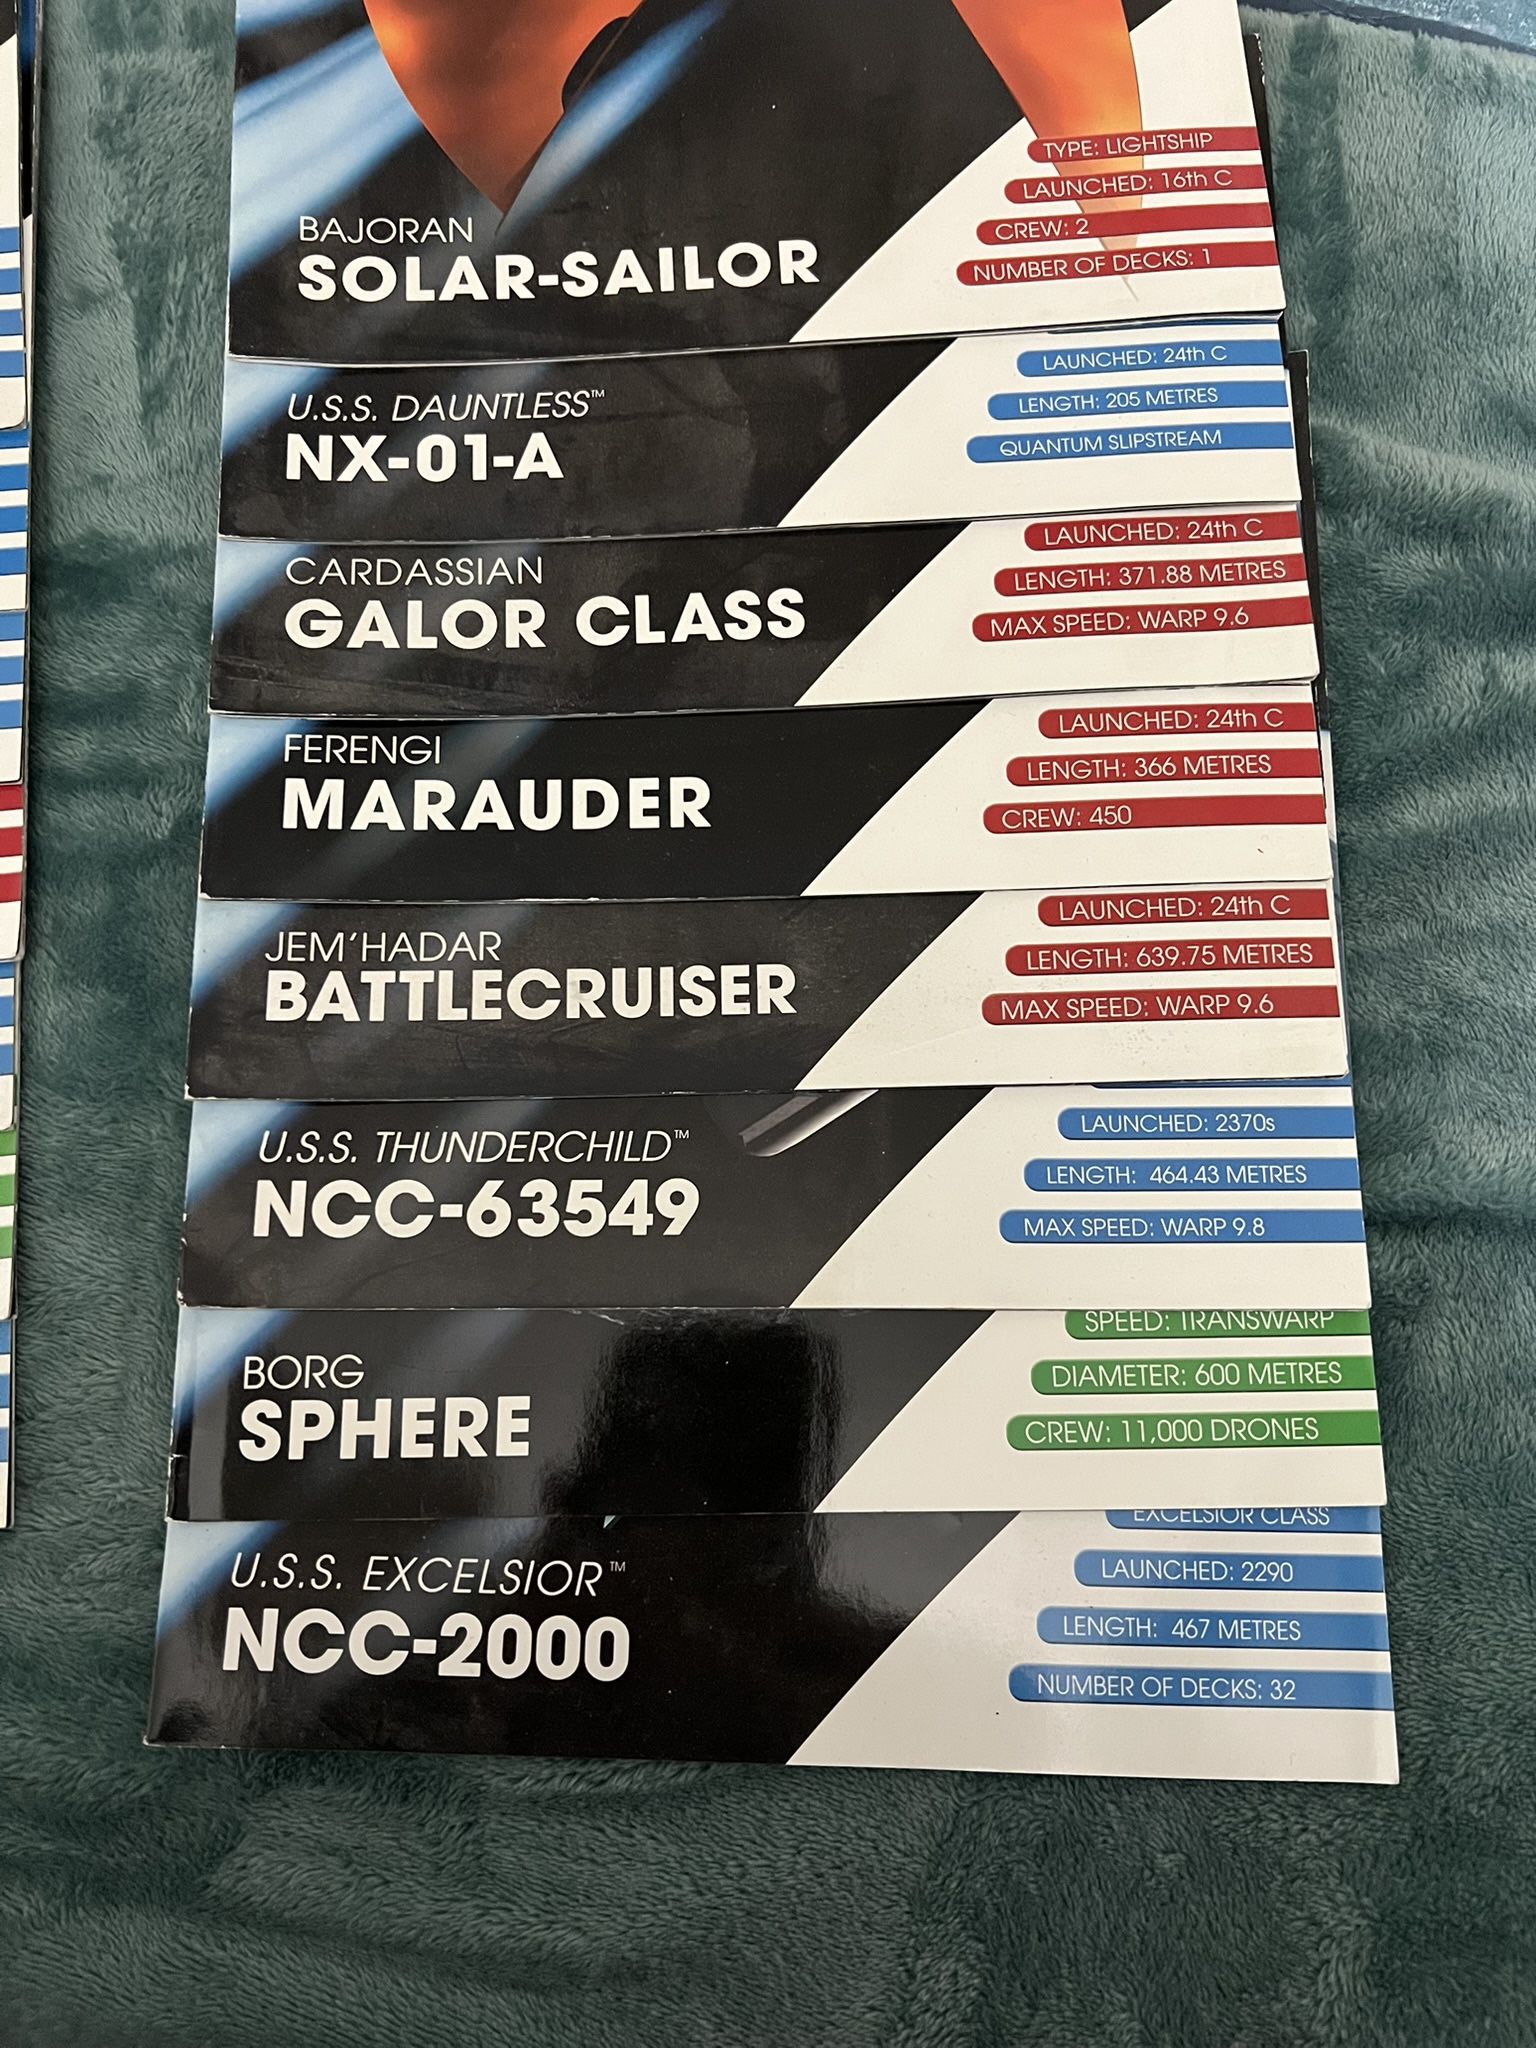 TYPE: LIGHTSHIP
LAUNCHED: 16th C
CREW: 2
NUMBER OF DECKS: 1
BAJORAN
SOLAR-SAILOR
LAUNCHED: 24th C
LENGTH: 205 METRES
QUANTUM SLIPSTREAM
U.S.S. DAUNTLESS™
NX-01-A
LAUNCHED: 24th C
LENGTH: 371.88 METRES
MAX SPEED: WARP 9.6
CARDASSIAN
GALOR CLASS
LAUNCHED: 24th C
LENGTH: 366 METRES
CREW: 450
FERENGI
MARAUDER
LAUNCHED: 24th C
LENGTH: 639.75 METRES
MAX SPEED: WARP 9.6
JEM'HADAR
BATTLECRUISER
LAUNCHED: 2370s
LENGTH: 464.43 METRES
MAX SPEED: WARP 9.8
U.S.S. THUNDERCHILD™
NCC-63549
SPEED: TRANSWARP
DIAMETER: 600 METRES
CREW: 11,000 DRONES
BORG
SPHERE
EXCELSIOR CLASS
LAUNCHED: 2290
LENGTH: 467 METRES
NUMBER OF DECKS: 32
U.S.S. EXCELSIOR™
NCC-2000